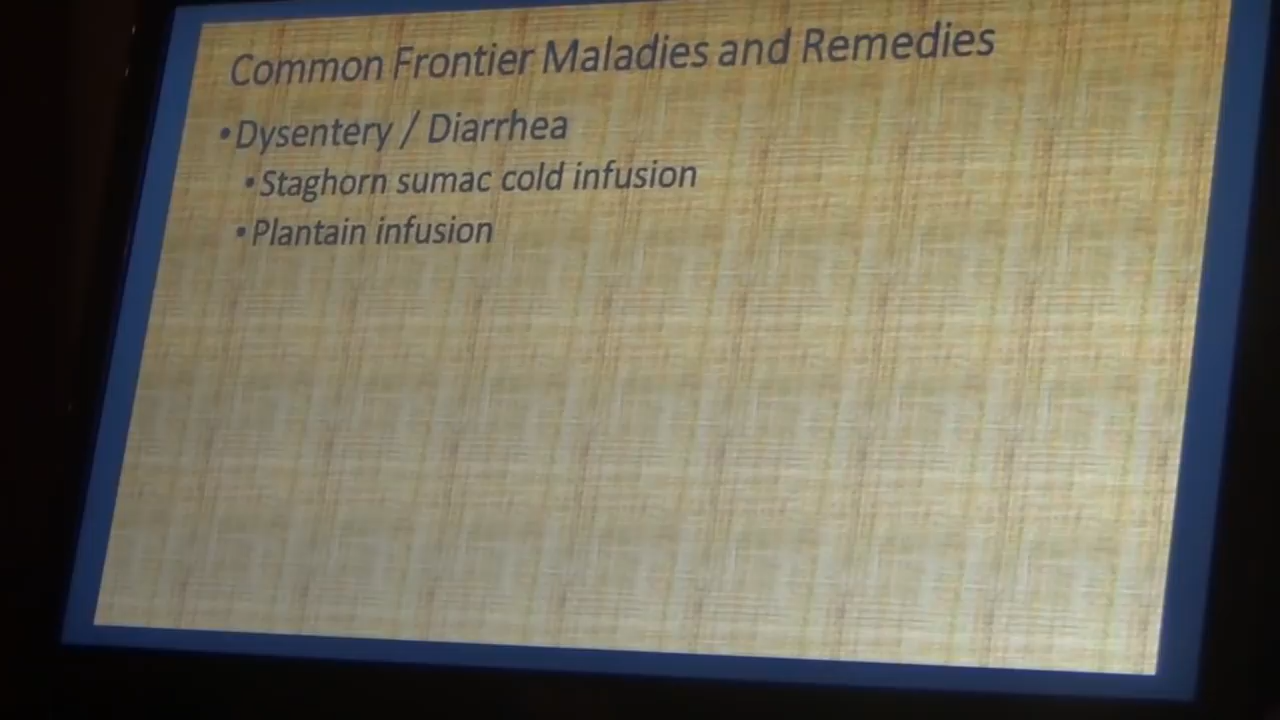 Common Frontier Maladies and Remedies
•Dysentery / Diarrhea
•Staghorn sumac cold infusion
•Plantain infusion